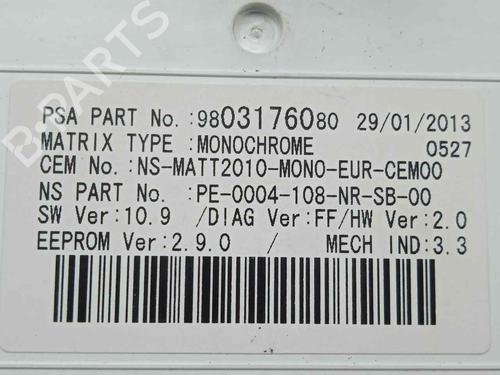 PSA PART No.:9803176080 29/01/2013
MATRIX TYPE :MONOCHROME 0527
CEM No.:NS-MATT2010-MONO-EUR-CEM00
NS PART No. :PE-0004-108-NR-SB-00
SW Ver:10.9 /DIAG Ver:FF/HW Ver:2.0
EEPROM Ver:2.9.0 / MECH IND:3.3